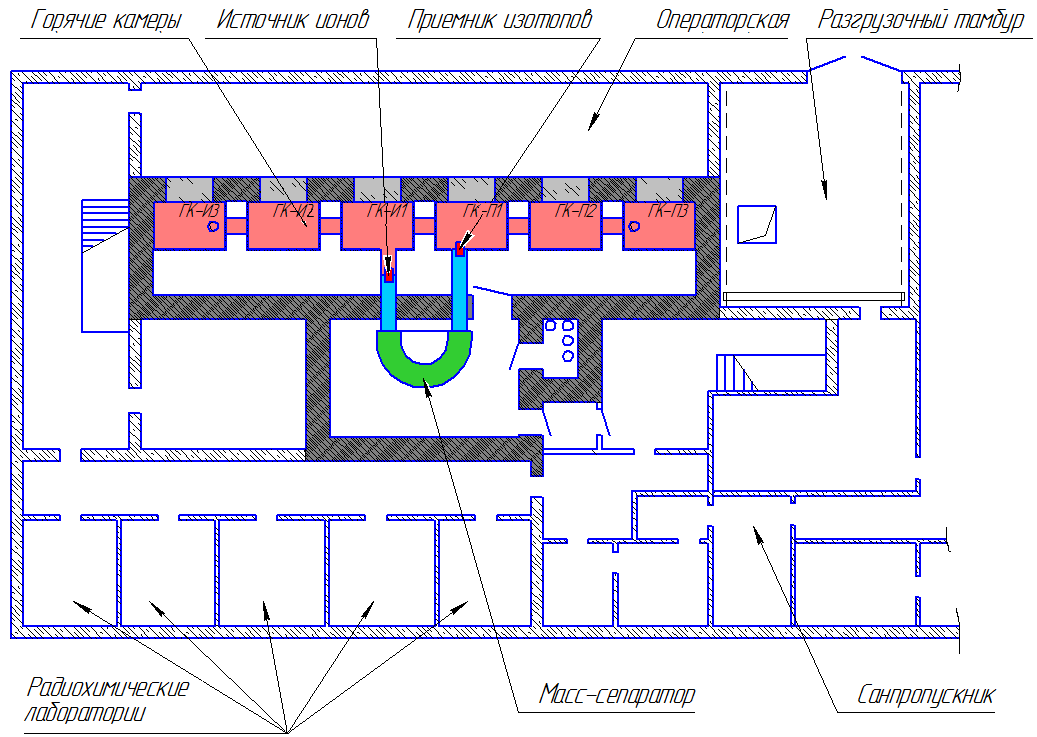 Горячие камеры
Источник ионов
Приемник изотопов
Операторская
Разгрузочный тамбур
ГК-И3
ГК-И2
ГК-И1
ГК-П1
ГК-П2
ГК-П3
Радиохимические
лаборатории
Масс-сепаратор
Санпропускник